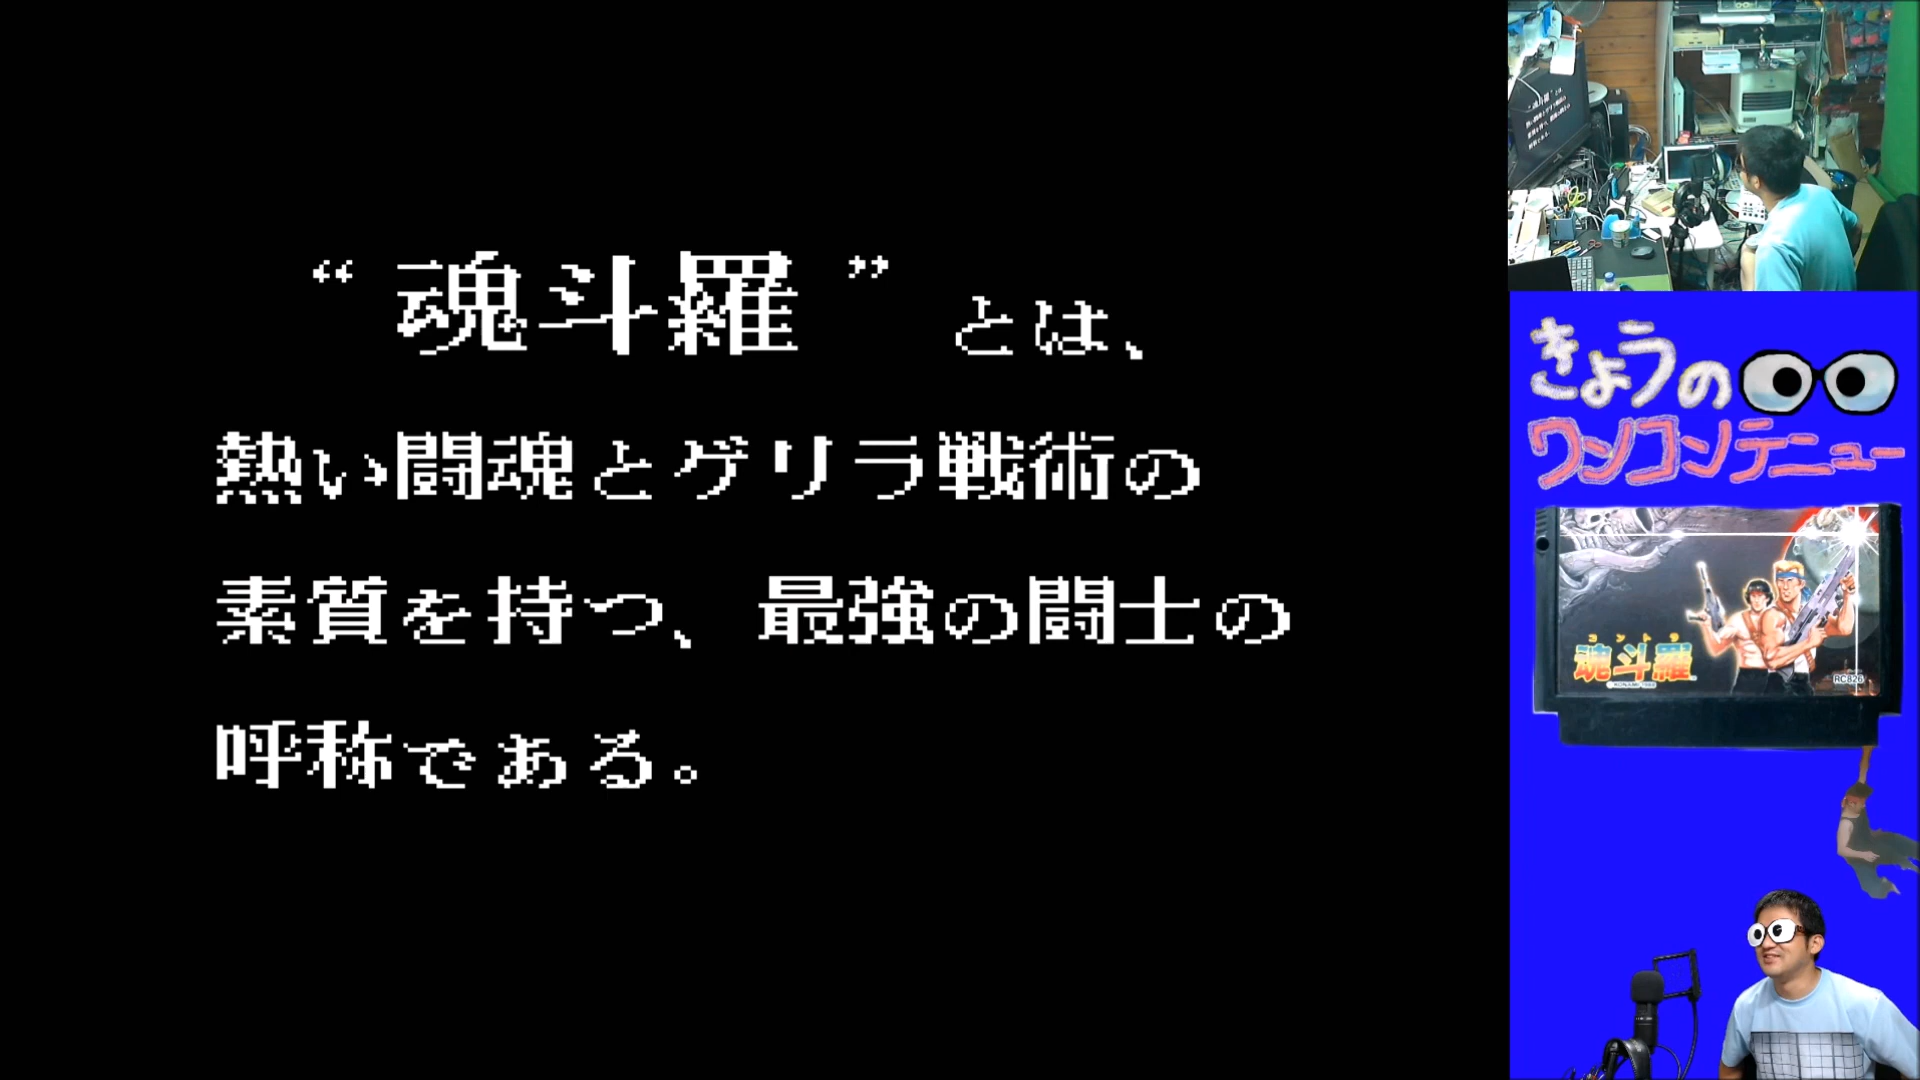 “魂斗羅”とは、
熱い闘魂とゲリラ戦術の
素質を持つ、最強の闘士の
呼称である。
きょうの
ワンコンテニュー
コントラ
魂斗羅
RC826